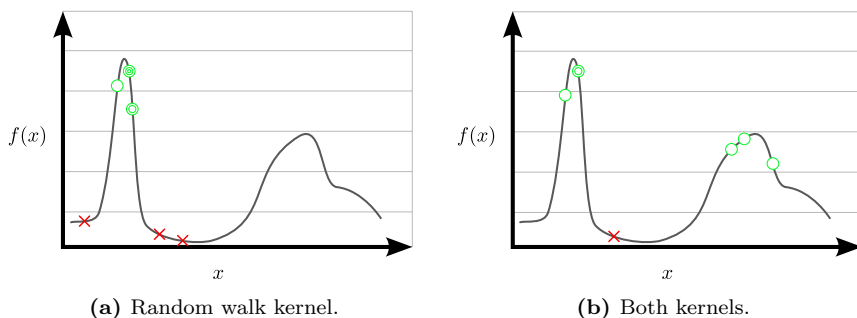 f(x)
x
(a) Random walk kernel.
f(x)
x
(b) Both kernels.